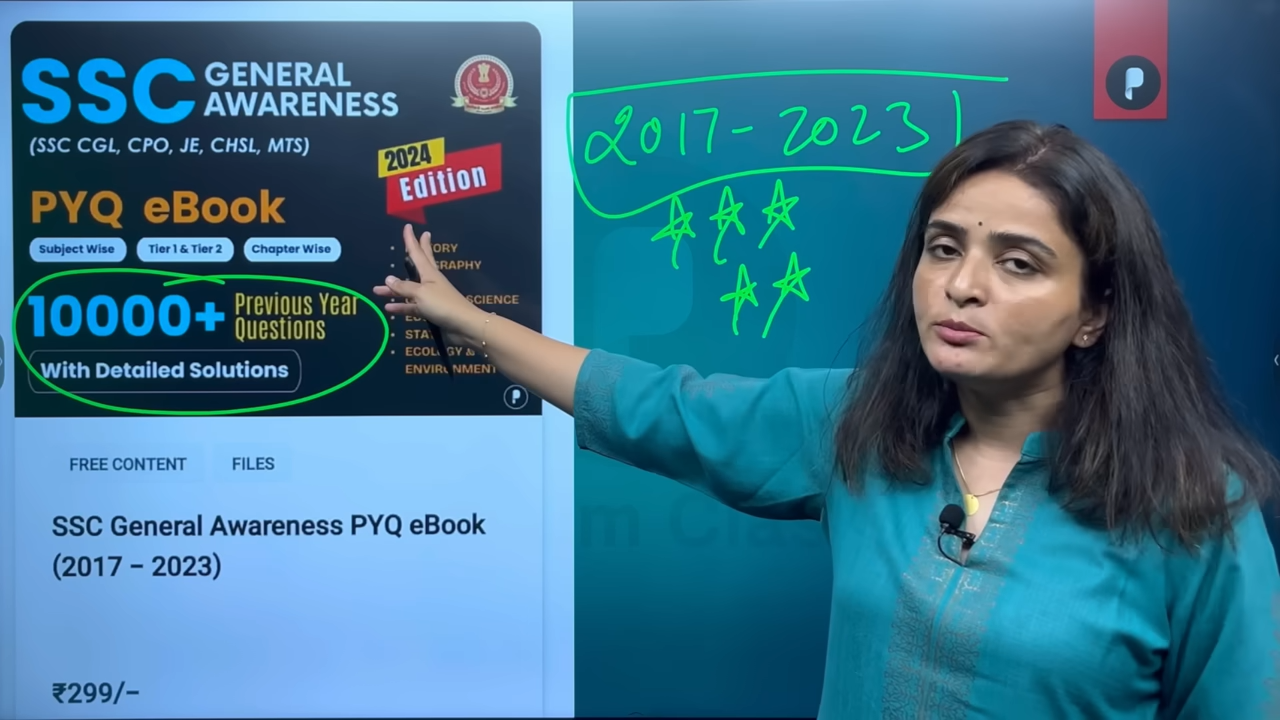 SSC GENERAL AWARENESS
(SSC CGL, CPO, JE, CHSL, MTS)
2024
Edition
PYQ eBook
Subject Wise
Tier 1 & Tier 2
Chapter Wise
10000+ Previous Year Questions
With Detailed Solutions
ECOLOGY &
ENVIRONMENT
FREE CONTENT
FILES
SSC General Awareness PYQ eBook
(2017 – 2023)
₹299/–
2017 - 2023